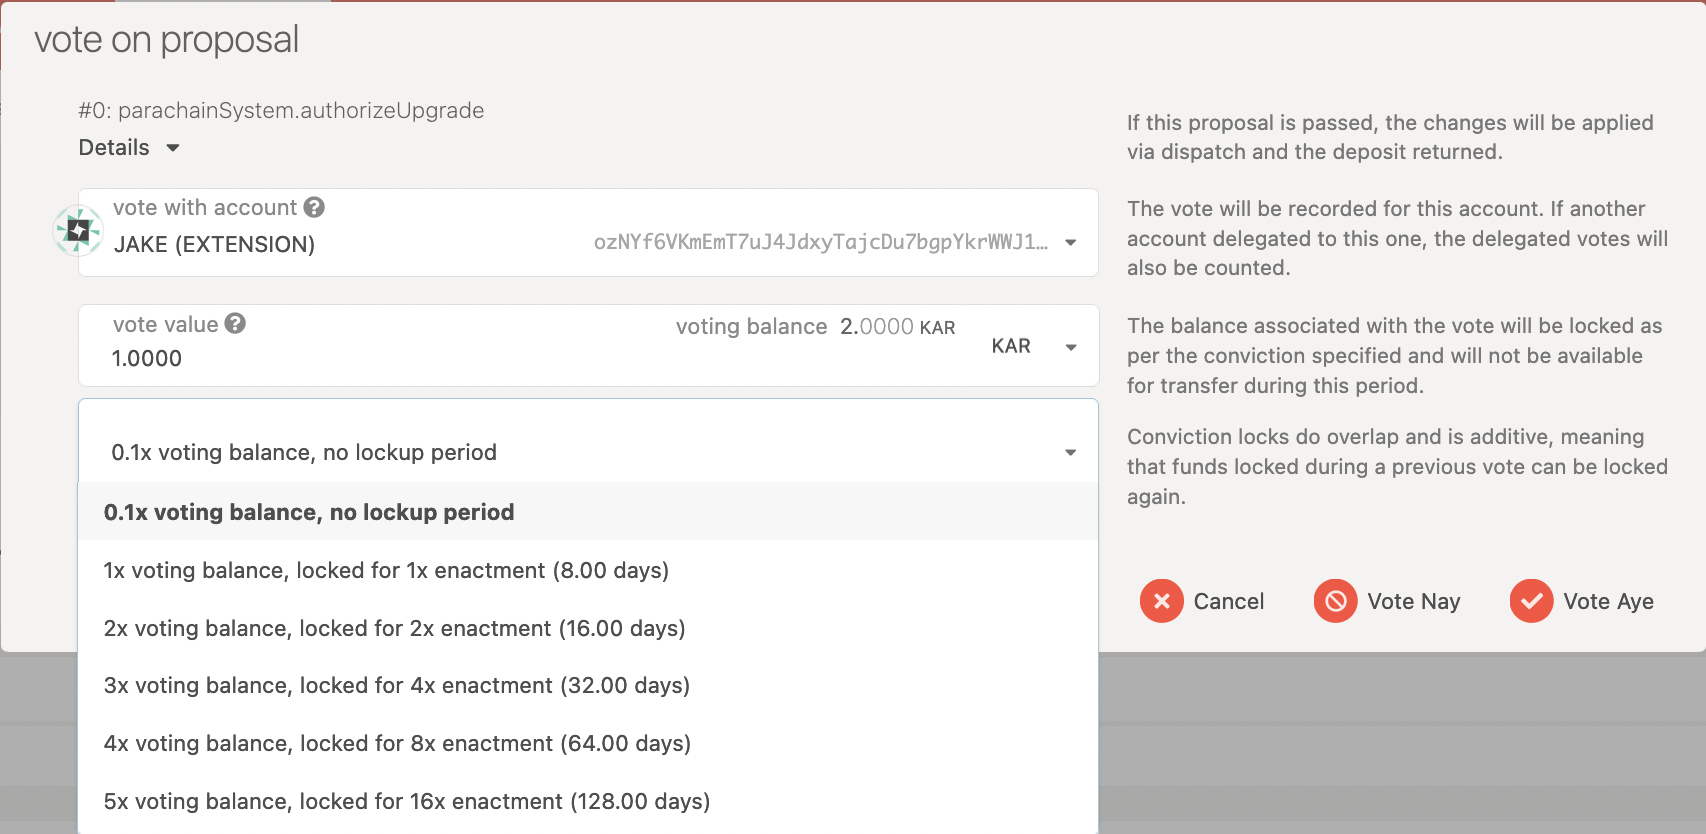 vote on proposal
#0: parachainSystem.authorizeUpgrade
Details
vote with account
JAKE (EXTENSION)
ozNYf6VKmEmT7uJ4JdxyTajcDu7bgpYkrWWJ1…
vote value
1.0000
voting balance 2.0000 KAR
KAR
0.1x voting balance, no lockup period
0.1x voting balance, no lockup period
1x voting balance, locked for 1x enactment (8.00 days)
2x voting balance, locked for 2x enactment (16.00 days)
3x voting balance, locked for 4x enactment (32.00 days)
4x voting balance, locked for 8x enactment (64.00 days)
5x voting balance, locked for 16x enactment (128.00 days)
If this proposal is passed, the changes will be applied
via dispatch and the deposit returned.
The vote will be recorded for this account. If another
account delegated to this one, the delegated votes will
also be counted.
The balance associated with the vote will be locked as
per the conviction specified and will not be available
for transfer during this period.
Conviction locks do overlap and is additive, meaning
that funds locked during a previous vote can be locked
again.
Cancel
Vote Nay
Vote Aye